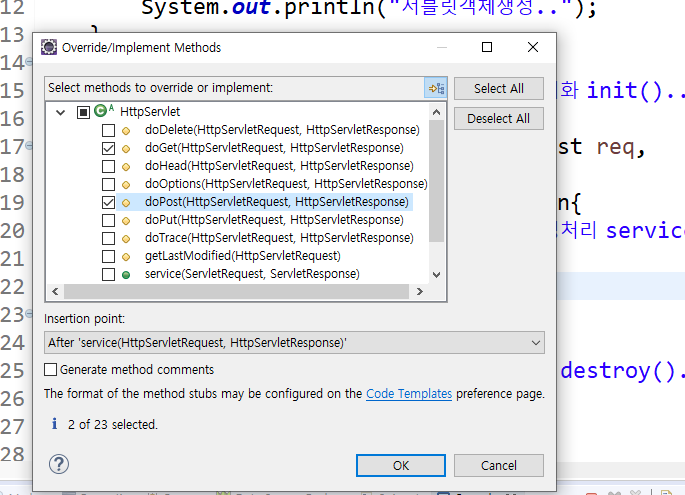 12 System.out.println("서블릿객체생성..");
Override/Implement Methods
14
Select methods to override or implement:
Select All
Deselect All
HttpServlet
doDelete(HttpServletRequest, HttpServletResponse)
doGet(HttpServletRequest, HttpServletResponse)
doHead(HttpServletRequest, HttpServletResponse)
doOptions(HttpServletRequest, HttpServletResponse)
doPost(HttpServletRequest, HttpServletResponse)
doPut(HttpServletRequest, HttpServletResponse)
doTrace(HttpServletRequest, HttpServletResponse)
getLastModified(HttpServletRequest)
service(ServletRequest, ServletResponse)
15 화 init()..
16
17 st req,
18
19 n{
20 처리 servic
21
22
23
24
25 destroy().
26
27
28
Insertion point:
After 'service(HttpServletRequest, HttpServletResponse)'
Generate method comments
The format of the method stubs may be configured on the Code Templates preference page.
2 of 23 selected.
OK
Cancel